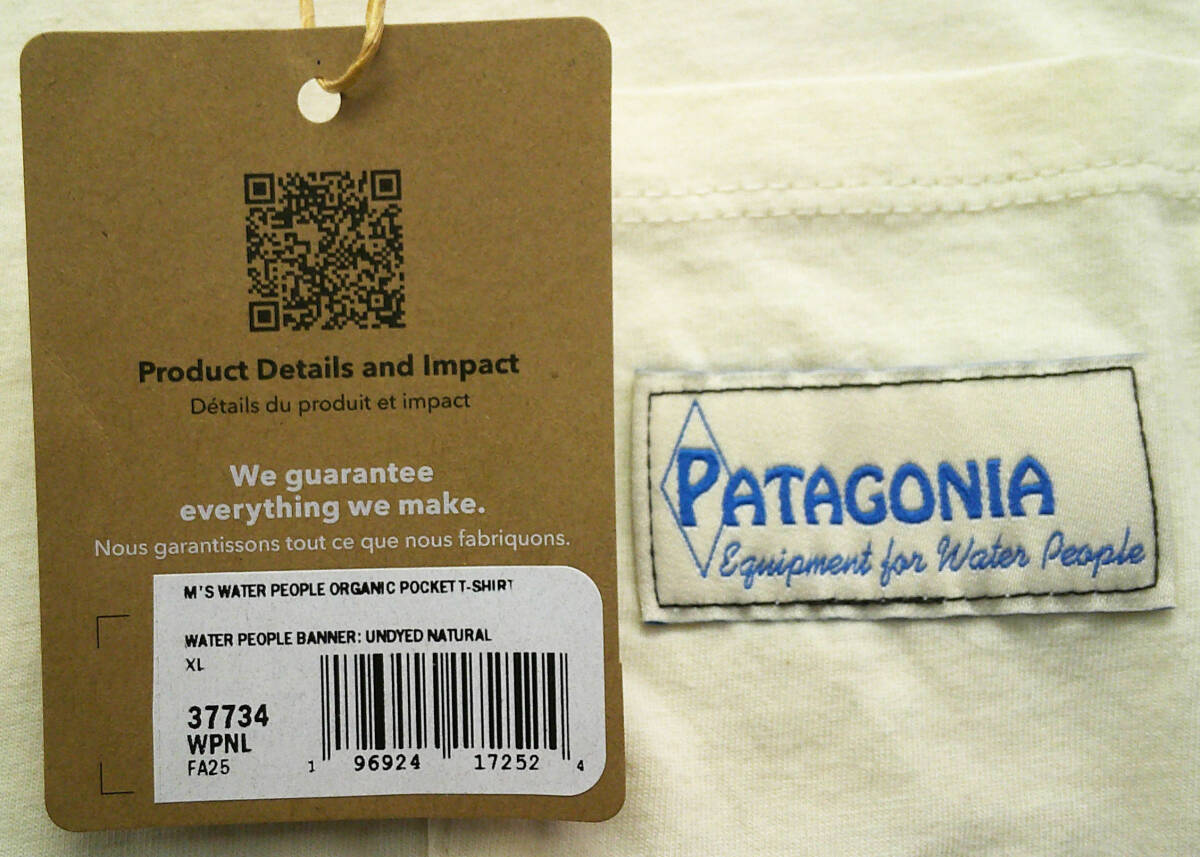 Product Details and Impact
Détails du produit et impact
We guarantee
everything we make.
Nous garantissons tout ce que nous fabriquons.
M'S WATER PEOPLE ORGANIC POCKET T-SHIRT
WATER PEOPLE BANNER: UNDYED NATURAL
XL
37734
WPNL
FA25
1 96924 17252 4
PATAGONIA
Equipment for Water People